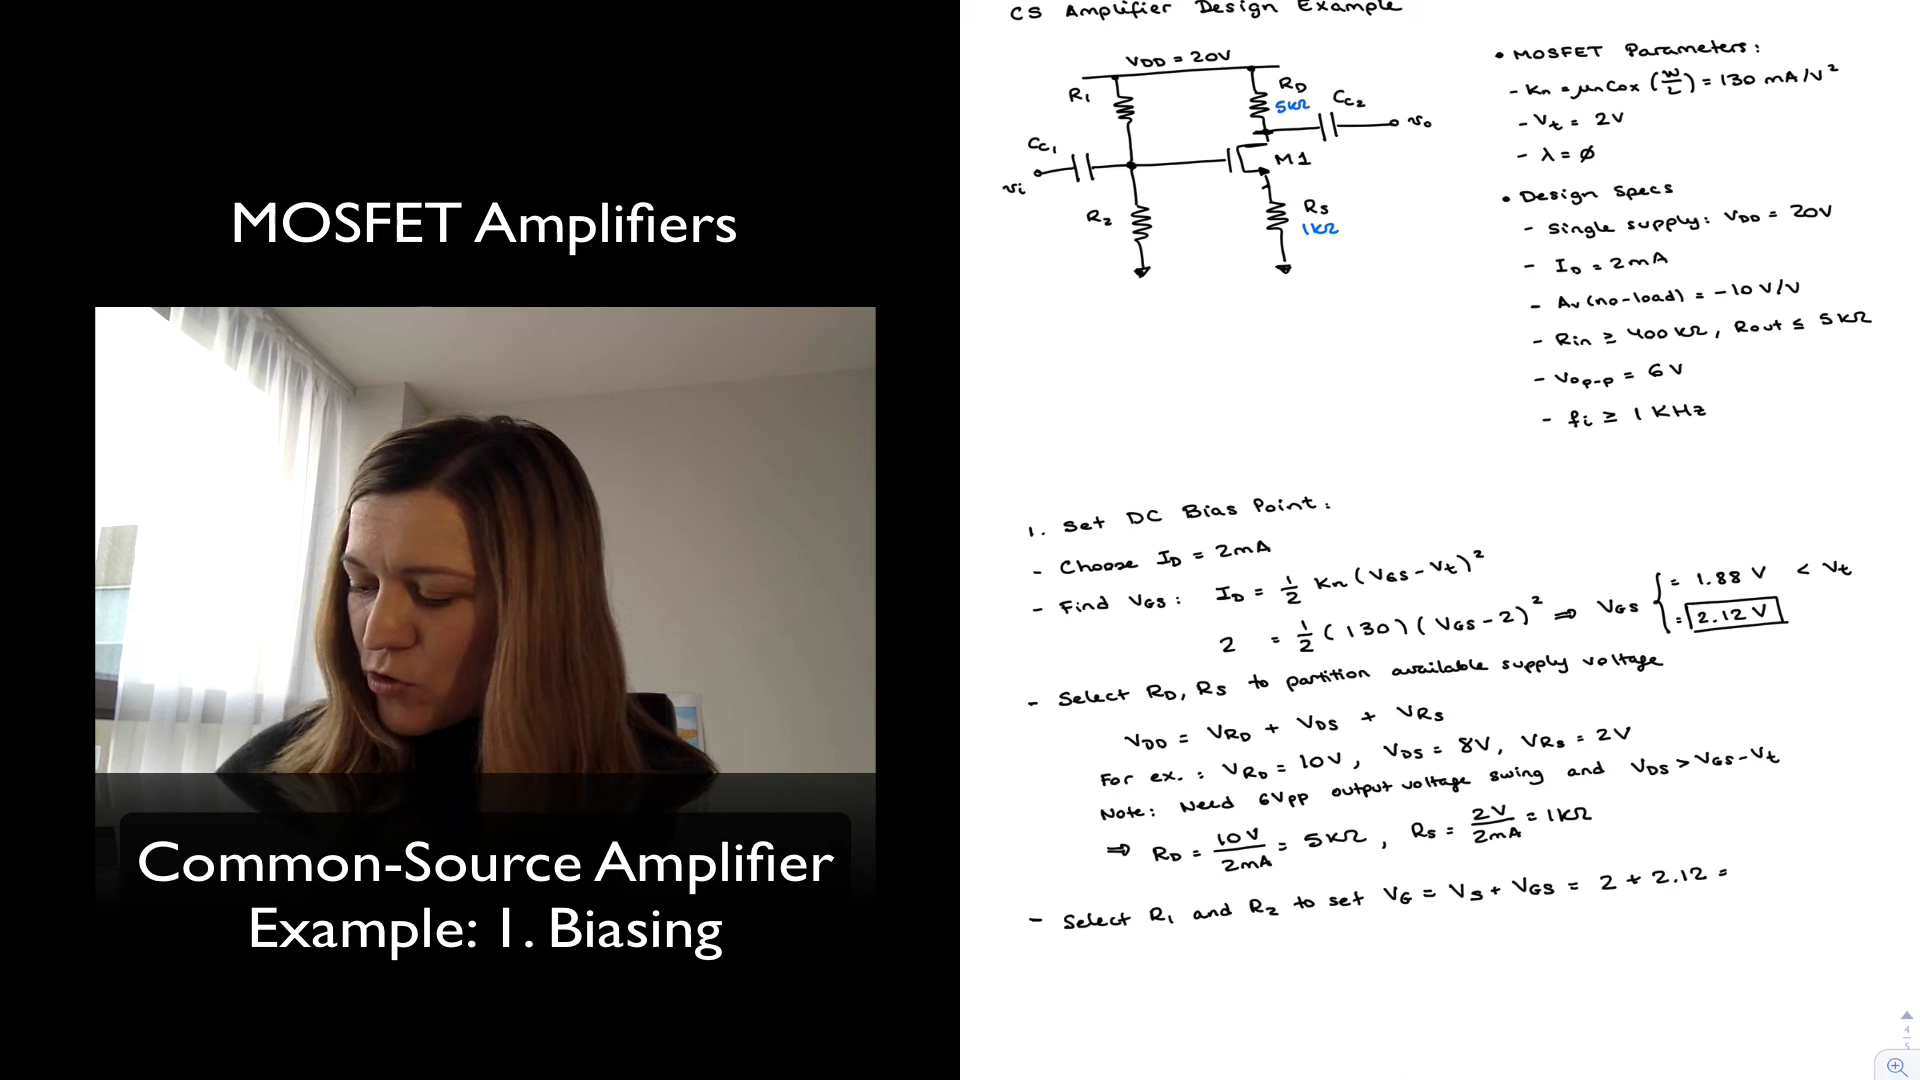 MOSFET Amplifiers
Common-Source Amplifier
Example: 1. Biasing
CS Amplifier Design Example
VDD = 20V
R1
RD
5kΩ
CC2
vo
CC1
vi
M1
R2
RS
1kΩ
• MOSFET Parameters:
- Kn = μnCox (W/L) = 130 mA/V²
- Vt = 2V
- λ = ∅
• Design Specs
- Single supply: VDD = 20V
- ID = 2mA
- Av (no-load) = -10 V/V
- Rin ≥ 400 kΩ, Rout ≤ 5kΩ
- Vop-p = 6V
- fi ≥ 1 KHz
1. Set DC Bias Point:
- Choose ID = 2mA
- Find VGS: ID = 1/2 Kn (VGS - Vt)²
2 = 1/2 (130)(VGS - 2)² ⇒ VGS { = 1.88 V < Vt
= 2.12 V
- Select RD, RS to partition available supply voltage
VDD = VRD + VDS + VRS
For ex.: VRD = 10V, VDS = 8V, VRS = 2V
Note: Need 6Vpp output voltage swing and VDS > VGS - Vt
⇒ RD = 10V/2mA = 5kΩ, RS = 2V/2mA = 1kΩ
- Select R1 and R2 to set VG = VS + VGS = 2 + 2.12 =
4
5